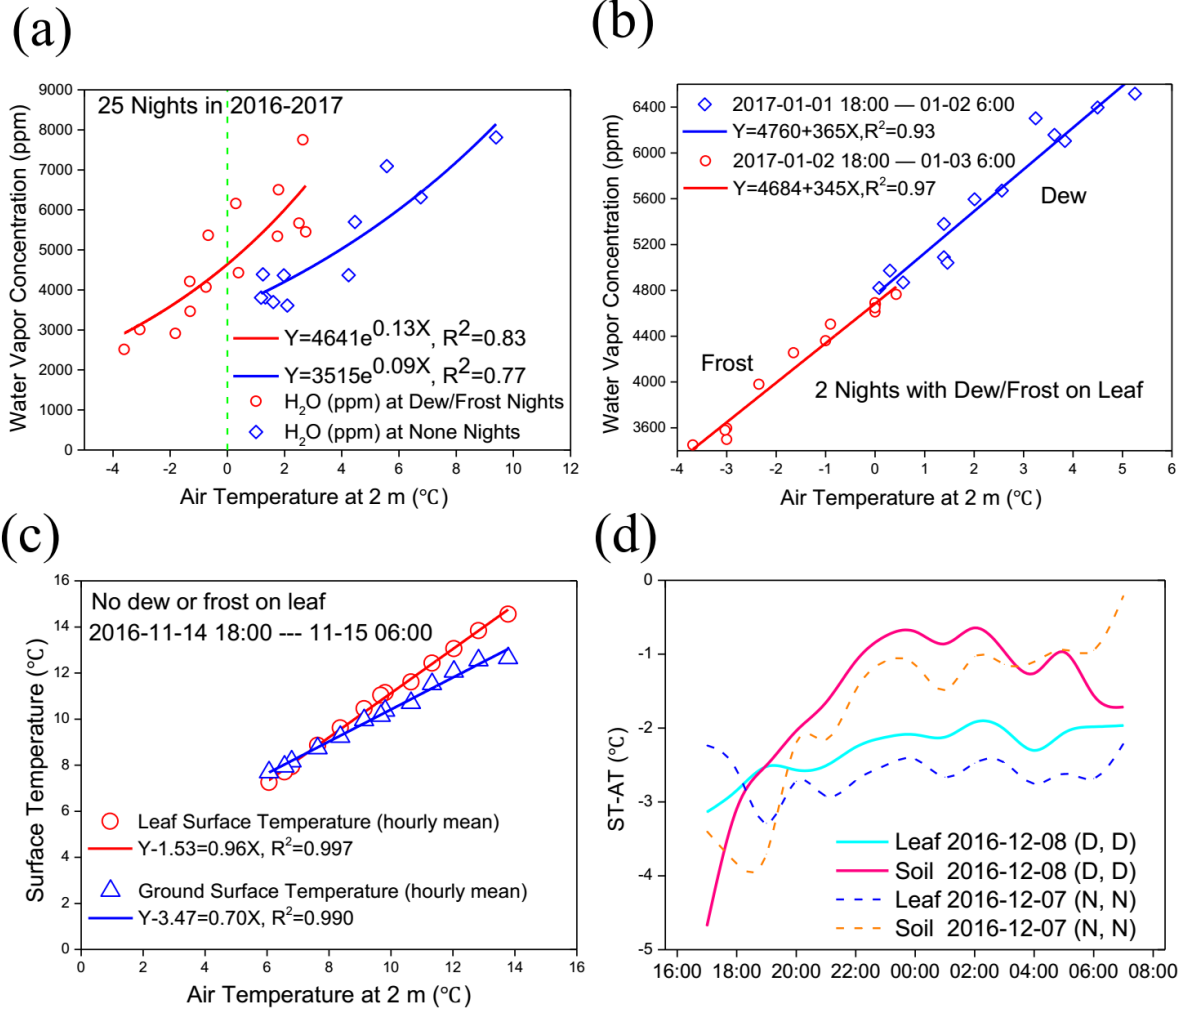 (a)
25 Nights in 2016-2017
Water Vapor Concentration (ppm)
9000
8000
7000
6000
5000
4000
3000
2000
1000
0
Y=4641e^0.13X, R^2=0.83
Y=3515e^0.09X, R^2=0.77
H2O (ppm) at Dew/Frost Nights
H2O (ppm) at None Nights
-4 -2 0 2 4 6 8 10 12
Air Temperature at 2 m (℃)
(b)
Water Vapor Concentration (ppm)
6400
6000
5600
5200
4800
4400
4000
3600
2017-01-01 18:00 — 01-02 6:00
Y=4760+365X,R^2=0.93
2017-01-02 18:00 — 01-03 6:00
Y=4684+345X,R^2=0.97
Dew
Frost
2 Nights with Dew/Frost on Leaf
-4 -3 -2 -1 0 1 2 3 4 5 6
Air Temperature at 2 m (℃)
(c)
Surface Temperature (℃)
16
14
12
10
8
6
4
2
0
No dew or frost on leaf
2016-11-14 18:00 --- 11-15 06:00
Leaf Surface Temperature (hourly mean)
Y-1.53=0.96X, R^2=0.997
Ground Surface Temperature (hourly mean)
Y-3.47=0.70X, R^2=0.990
0 2 4 6 8 10 12 14 16
Air Temperature at 2 m (℃)
(d)
ST-AT (℃)
0
-1
-2
-3
-4
-5
Leaf 2016-12-08 (D, D)
Soil 2016-12-08 (D, D)
Leaf 2016-12-07 (N, N)
Soil 2016-12-07 (N, N)
16:00 18:00 20:00 22:00 00:00 02:00 04:00 06:00 08:00